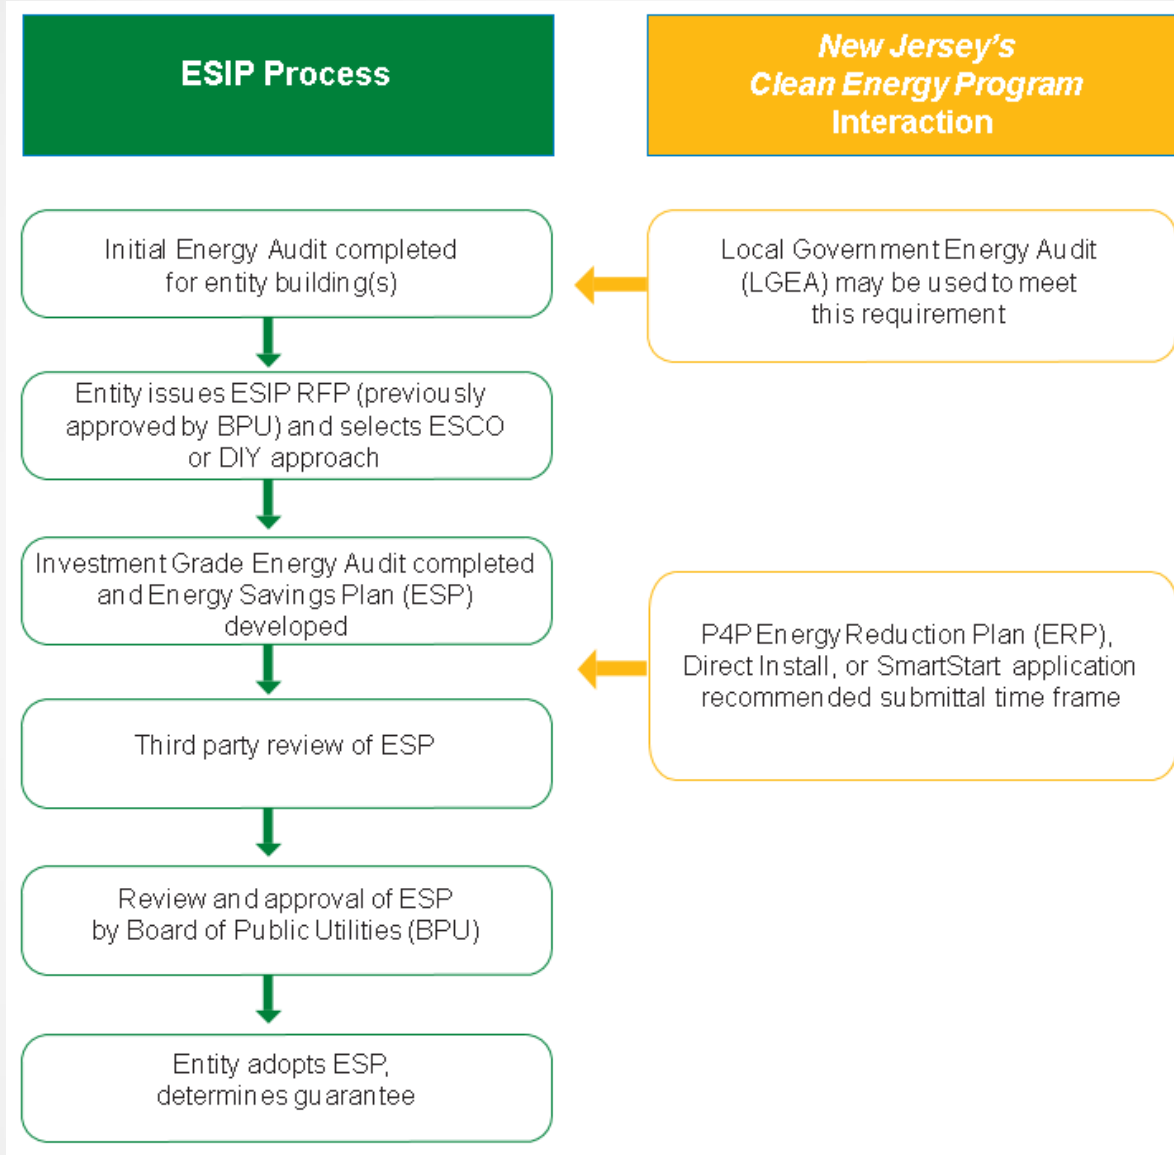 ESIP Process
New Jersey's
Clean Energy Program
Interaction
Initial Energy Audit completed
for entity building(s)
Local Government Energy Audit
(LGEA) may be used to meet
this requirement
Entity issues ESIP RFP (previously
approved by BPU) and selects ESCO
or DIY approach
Investment Grade Energy Audit completed
and Energy Savings Plan (ESP)
developed
P4P Energy Reduction Plan (ERP),
Direct Install, or SmartStart application
recommended submittal time frame
Third party review of ESP
Review and approval of ESP
by Board of Public Utilities (BPU)
Entity adopts ESP,
determines guarantee